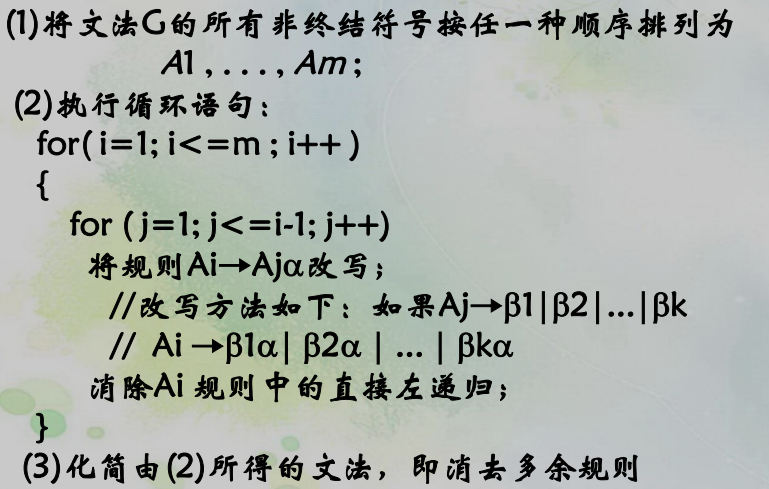 (1)将文法G的所有非终结符号按任一种顺序排列为
A1 , . . . , Am ;
(2)执行循环语句：
for( i=1; i<=m ; i++ )
{
for ( j=1; j<=i-1; j++)
将规则Ai→Ajα改写；
//改写方法如下：如果Aj→β1|β2|...|βk
// Ai →β1α| β2α | ... | βkα
消除Ai 规则中的直接左递归；
}
(3)化简由(2)所得的文法，即消去多余规则